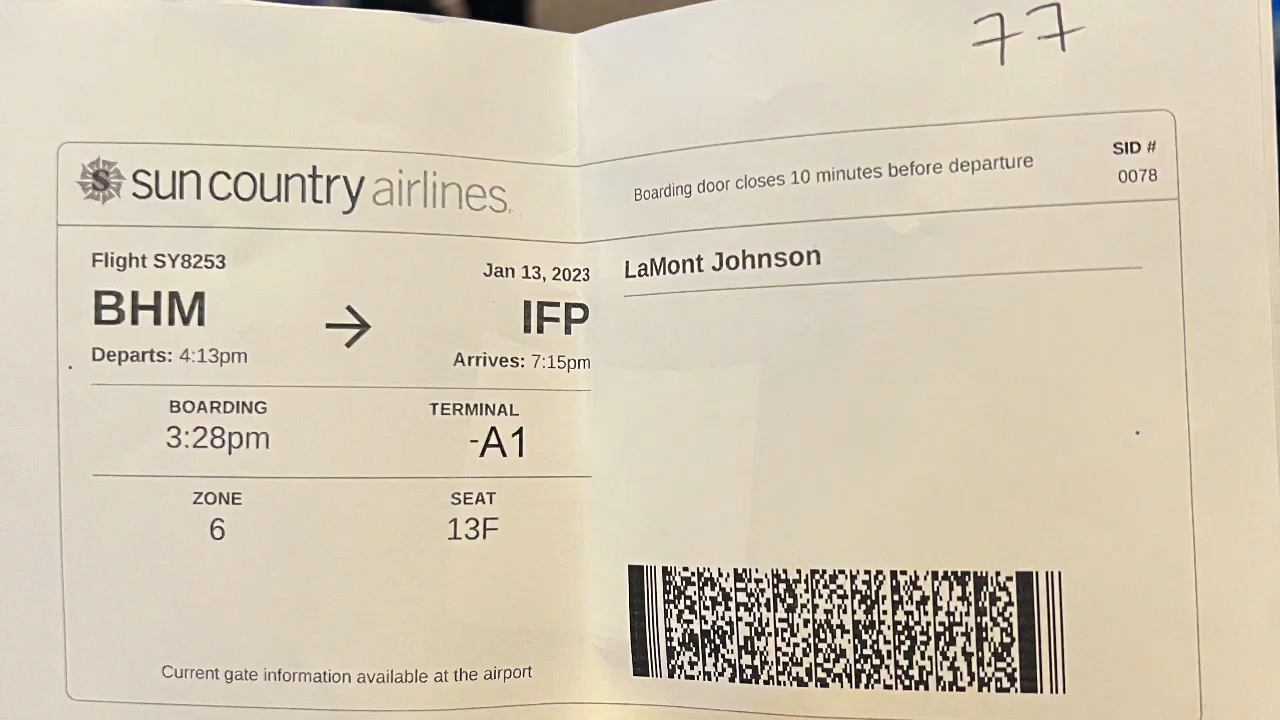 77
sun country airlines.
Boarding door closes 10 minutes before departure
SID #
0078
Flight SY8253
Jan 13, 2023
BHM → IFP
Departs: 4:13pm
Arrives: 7:15pm
LaMont Johnson
BOARDING
3:28pm
TERMINAL
-A1
ZONE
6
SEAT
13F
Current gate information available at the airport